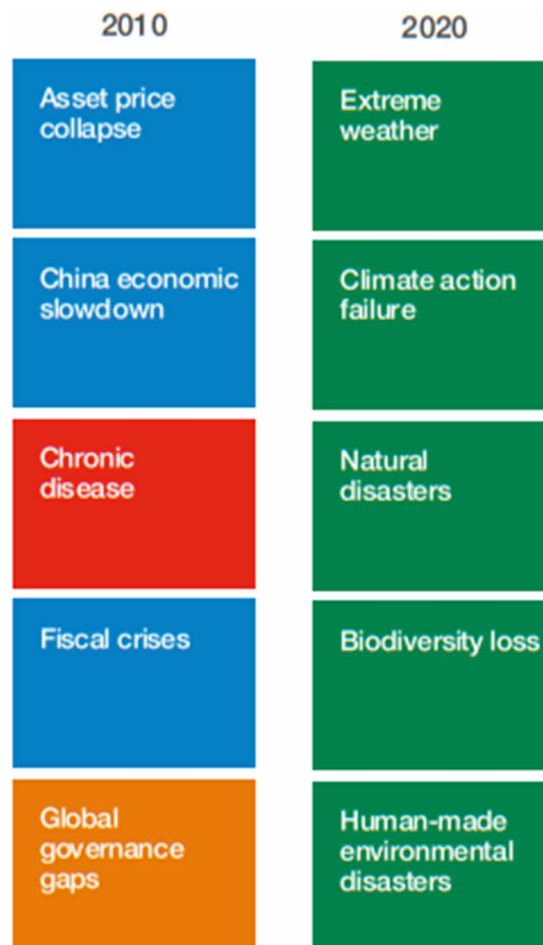 2010
Asset price
collapse
China economic
slowdown
Chronic
disease
Fiscal crises
Global
governance
gaps
2020
Extreme
weather
Climate action
failure
Natural
disasters
Biodiversity loss
Human-made
environmental
disasters